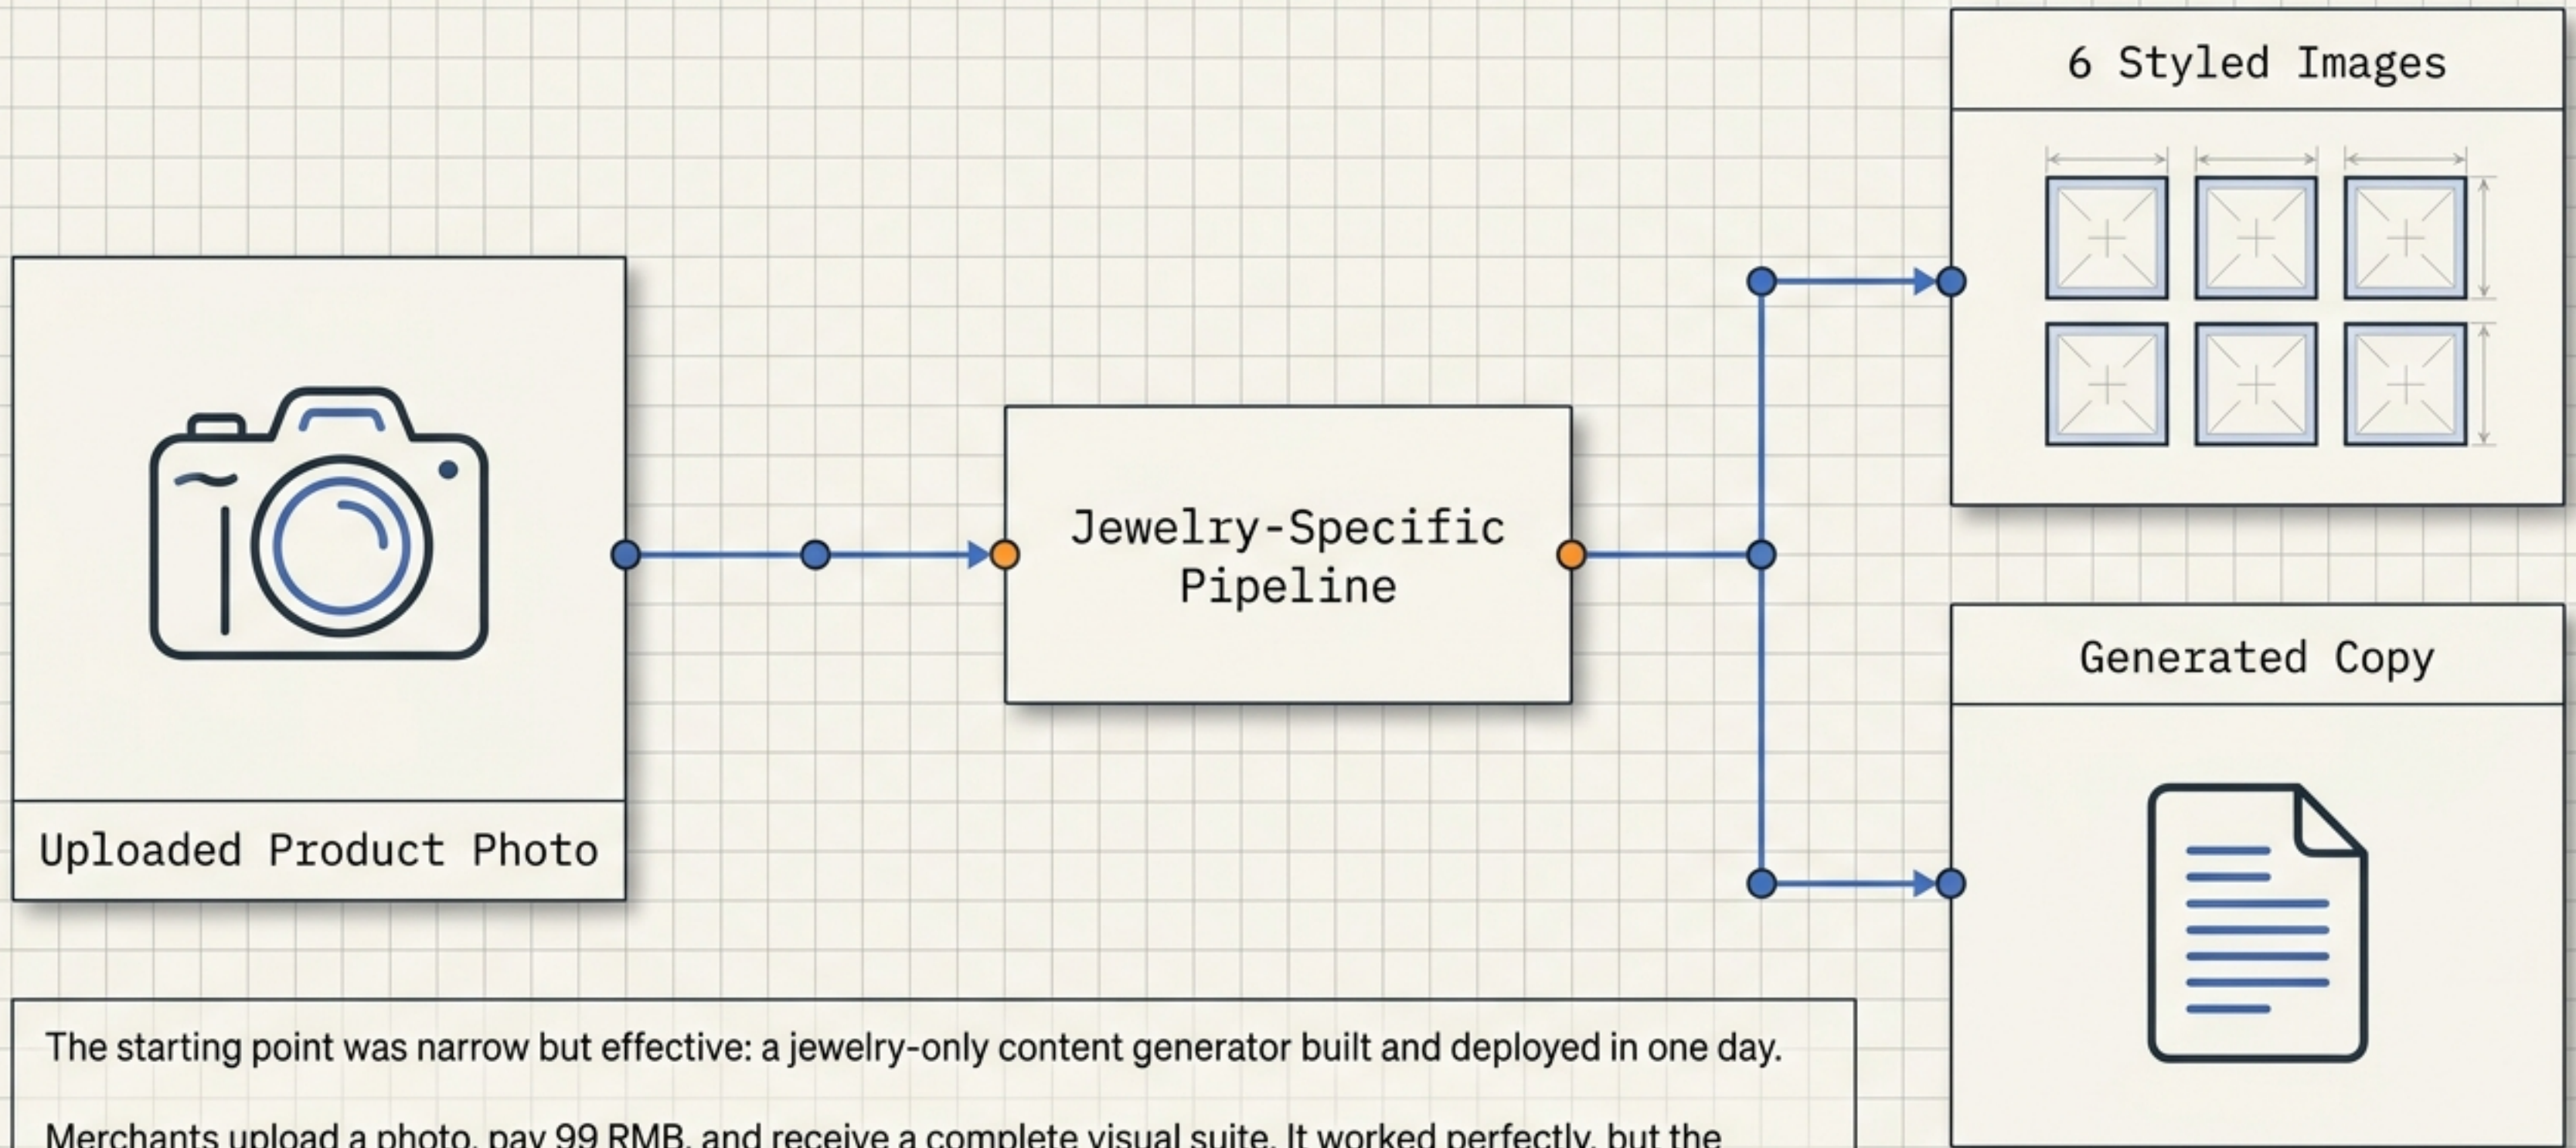 6 Styled Images
Uploaded Product Photo
Jewelry-Specific
Pipeline
Generated Copy
The starting point was narrow but effective: a jewelry-only content generator built and deployed in one day.
Merchants upload a photo, pay 99 RMB, and receive a complete visual suite. It worked perfectly, but the